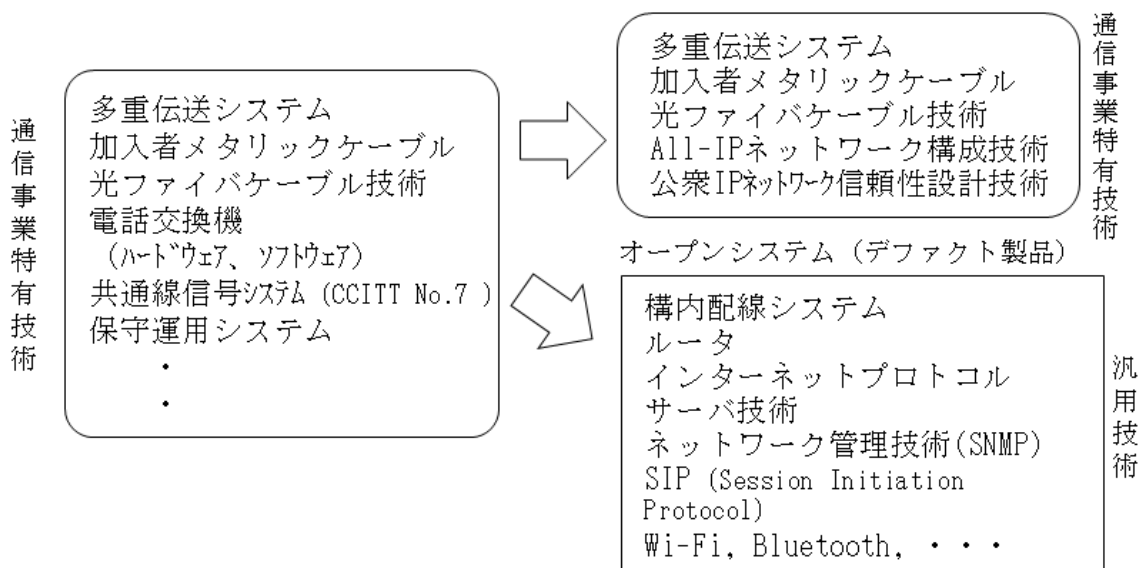 通信事業特有技術
多重伝送システム
加入者メタリックケーブル
光ファイバケーブル技術
電話交換機
(ハードウェア、ソフトウェア)
共通線信号システム (CCITT No.7 )
保守運用システム
・
・
多重伝送システム
加入者メタリックケーブル
光ファイバケーブル技術
All-IPネットワーク構成技術
公衆IPネットワーク信頼性設計技術
通信事業特有技術
オープンシステム (デファクト製品)
構内配線システム
ルータ
インターネットプロトコル
サーバ技術
ネットワーク管理技術(SNMP)
SIP (Session Initiation
Protocol)
Wi-Fi, Bluetooth, ・・・
汎用技術